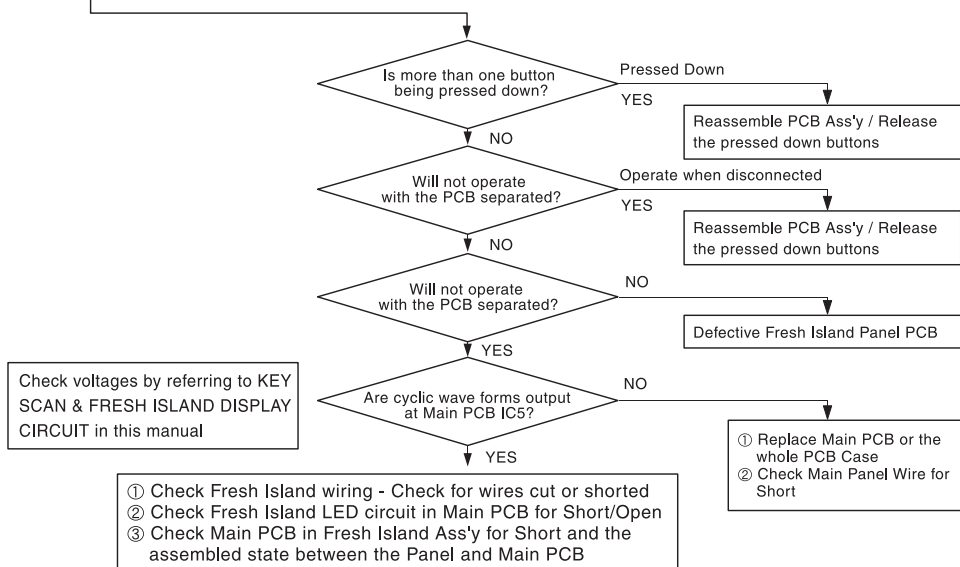 Is more than one button
being pressed down?
Pressed Down
YES
Reassemble PCB Ass'y / Release
the pressed down buttons
NO
Will not operate
with the PCB separated?
Operate when disconnected
YES
Reassemble PCB Ass'y / Release
the pressed down buttons
NO
Will not operate
with the PCB separated?
NO
Defective Fresh Island Panel PCB
YES
Check voltages by referring to KEY
SCAN & FRESH ISLAND DISPLAY
CIRCUIT in this manual
Are cyclic wave forms output
at Main PCB IC5?
NO
① Replace Main PCB or the
whole PCB Case
② Check Main Panel Wire for
Short
YES
① Check Fresh Island wiring - Check for wires cut or shorted
② Check Fresh Island LED circuit in Main PCB for Short/Open
③ Check Main PCB in Fresh Island Ass'y for Short and the
assembled state between the Panel and Main PCB